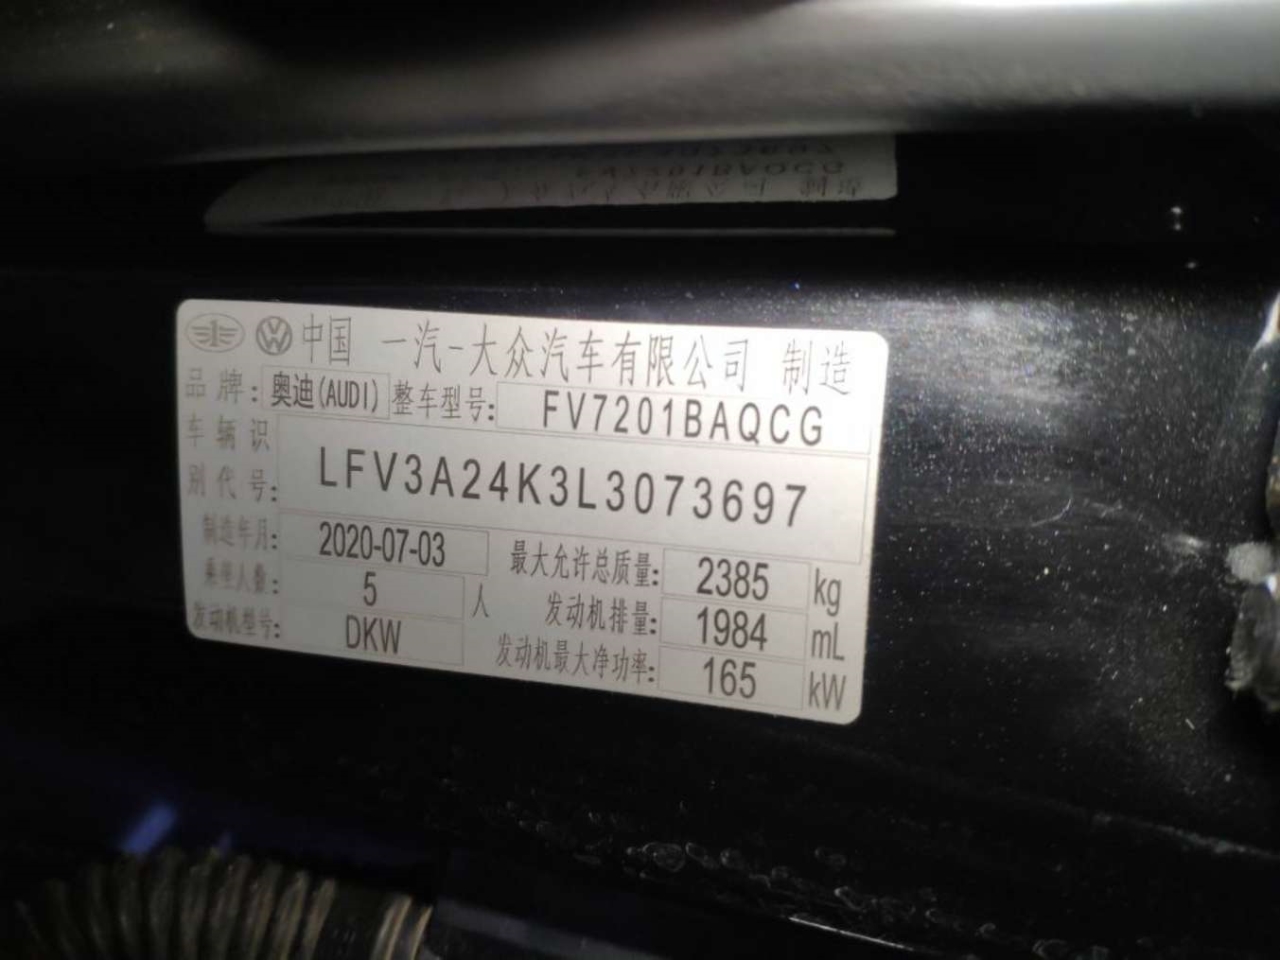 中国 一汽-大众汽车有限公司 制造
品牌: 奥迪(AUDI) 整车型号: FV7201BAQCG
车辆识别代号: LFV3A24K3L3073697
制造年月: 2020-07-03 最大允许总质量: 2385 kg
乘坐人数: 5 人 发动机排量: 1984 mL
发动机型号: DKW 发动机最大净功率: 165 kW